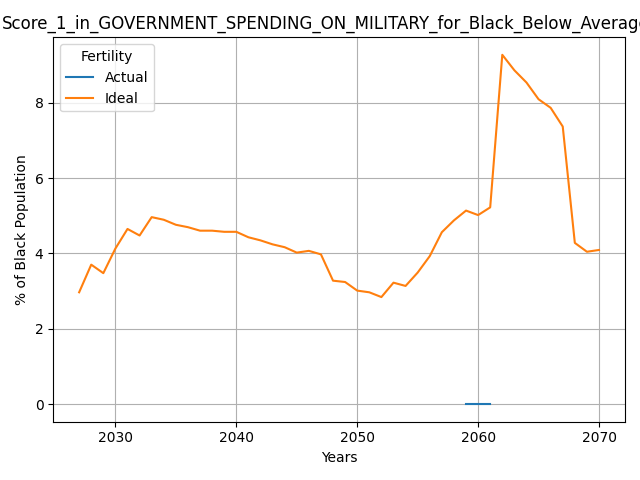 Score_1_in_GOVERNMENT_SPENDING_ON_MILITARY_for_Black_Below_Average
Fertility
Actual
Ideal
% of Black Population
8
6
4
2
0
2030 2040 2050 2060 2070
Years